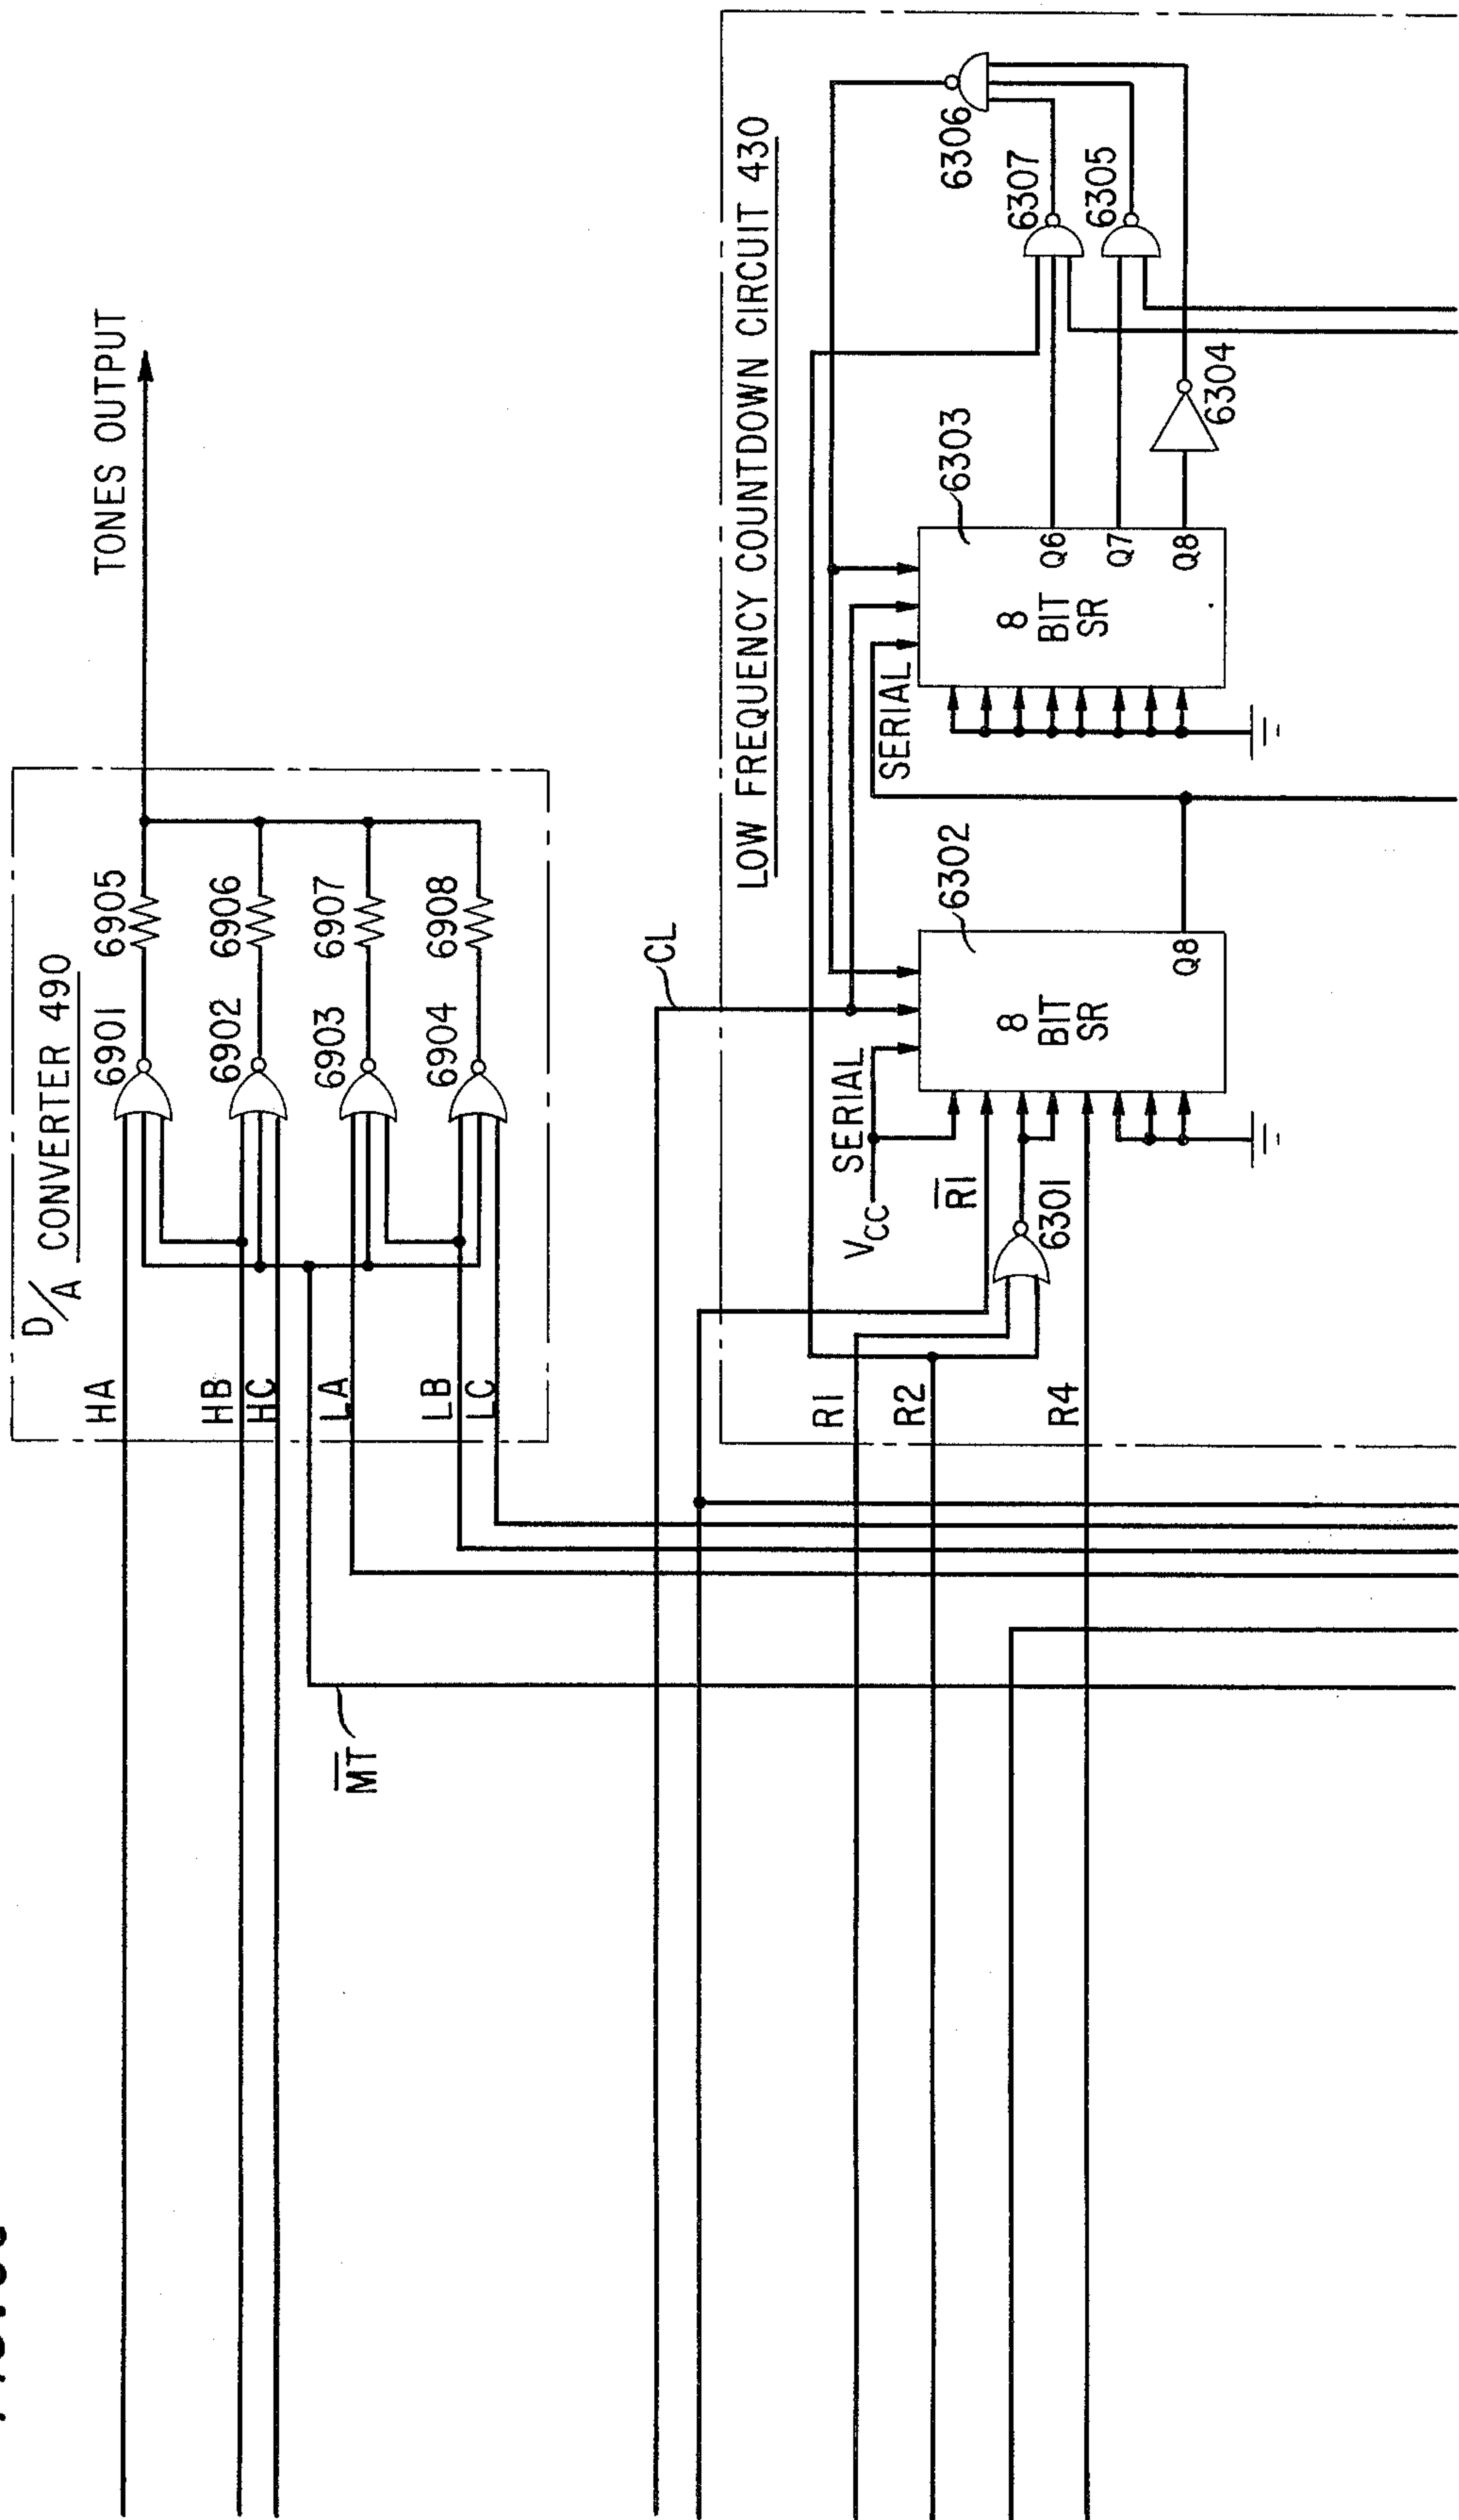 TONES OUTPUT
D/A CONVERTER 490
6901
6905
6902
6906
6903
6907
6904
6908
HA
HB
HC
LA
LB
LC
M̅T̅
LOW FREQUENCY COUNTDOWN CIRCUIT 430
CL
6302
6303
6306
6307
6305
6304
SERIAL
SERIAL
VCC
R̅1̅
6301
8
BIT
SR
Q8
8
BIT
SR
Q6
Q7
Q8
R1
R2
R4